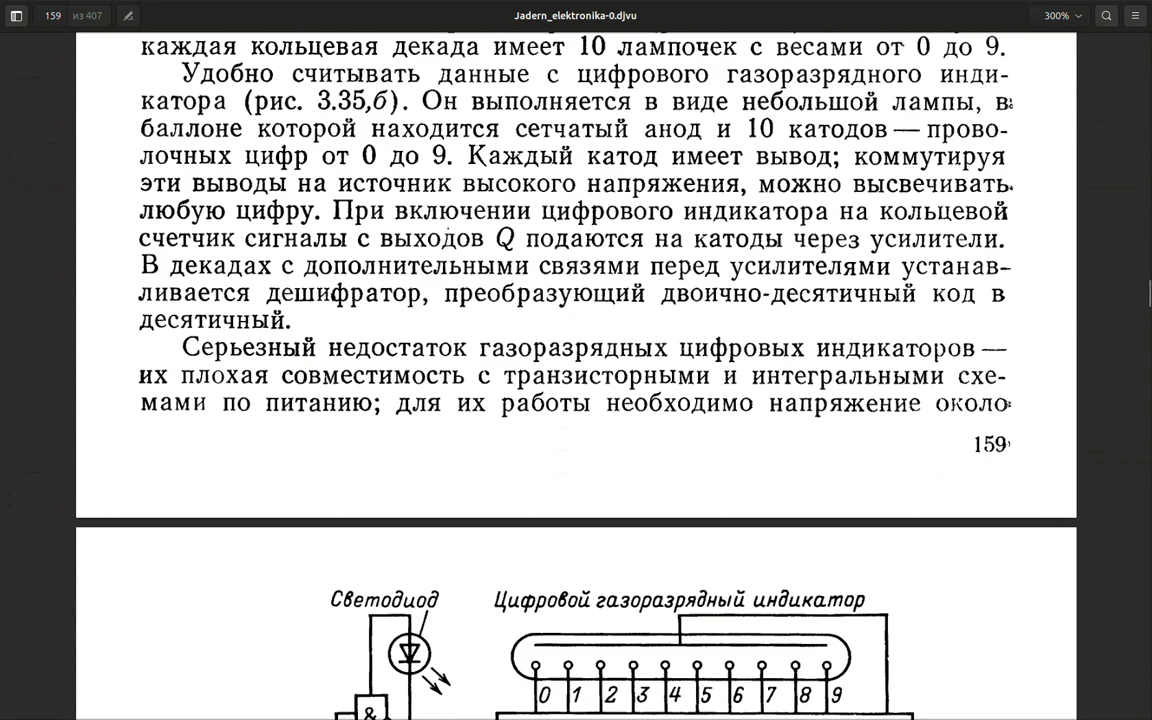 159
из 407
Jadern_elektronika-0.djvu
300%
каждая кольцевая декада имеет 10 лампочек с весами от 0 до 9.
Удобно считывать данные с цифрового газоразрядного инди-
катора (рис. 3.35,б). Он выполняется в виде небольшой лампы, в
баллоне которой находится сетчатый анод и 10 катодов — прово-
лочных цифр от 0 до 9. Каждый катод имеет вывод; коммутируя
эти выводы на источник высокого напряжения, можно высвечивать
любую цифру. При включении цифрового индикатора на кольцевой
счетчик сигналы с выходов Q подаются на катоды через усилители.
В декадах с дополнительными связями перед усилителями устанав-
ливается дешифратор, преобразующий двоично-десятичный код в
десятичный.
Серьезный недостаток газоразрядных цифровых индикаторов —
их плохая совместимость с транзисторными и интегральными схе-
мами по питанию; для их работы необходимо напряжение около
159
Светодиод
Цифровой газоразрядный индикатор
0 1 2 3 4 5 6 7 8 9
&